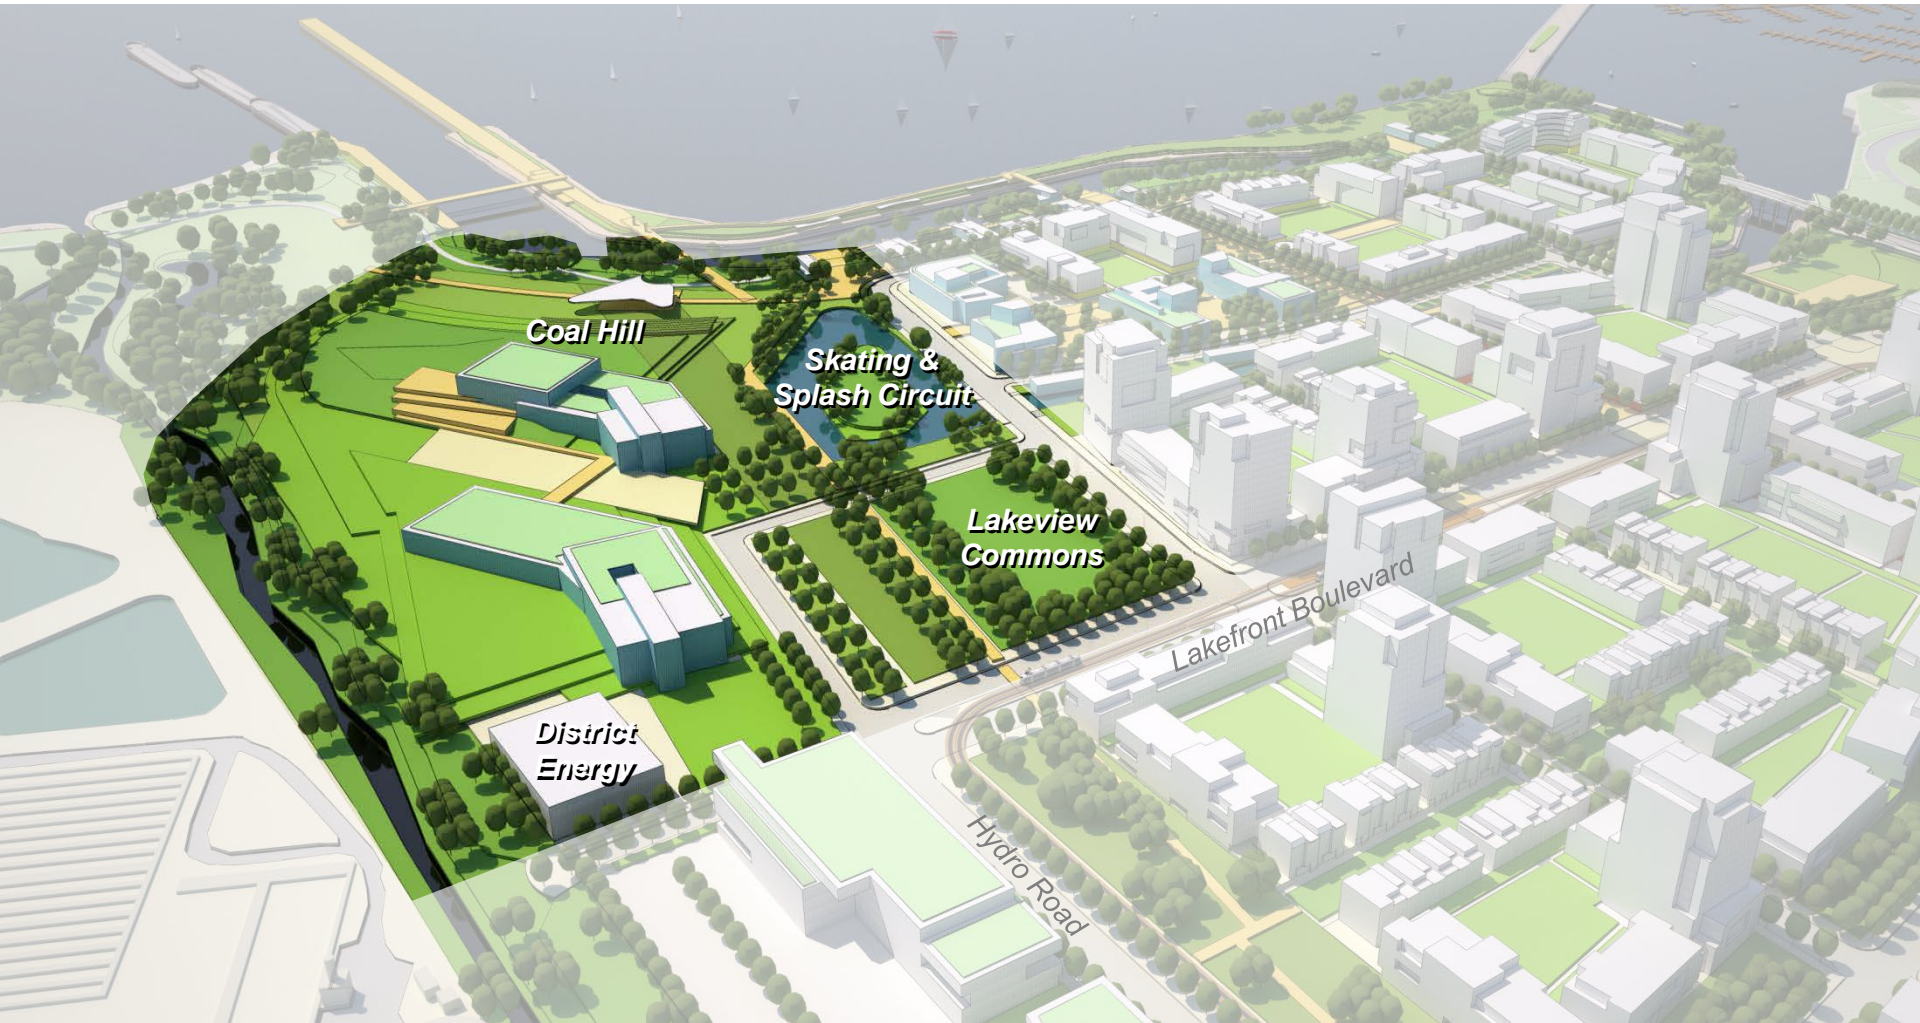 Coal Hill
Skating &
Splash Circuit
Lakeview
Commons
Lakefront Boulevard
District
Energy
Hydro Road